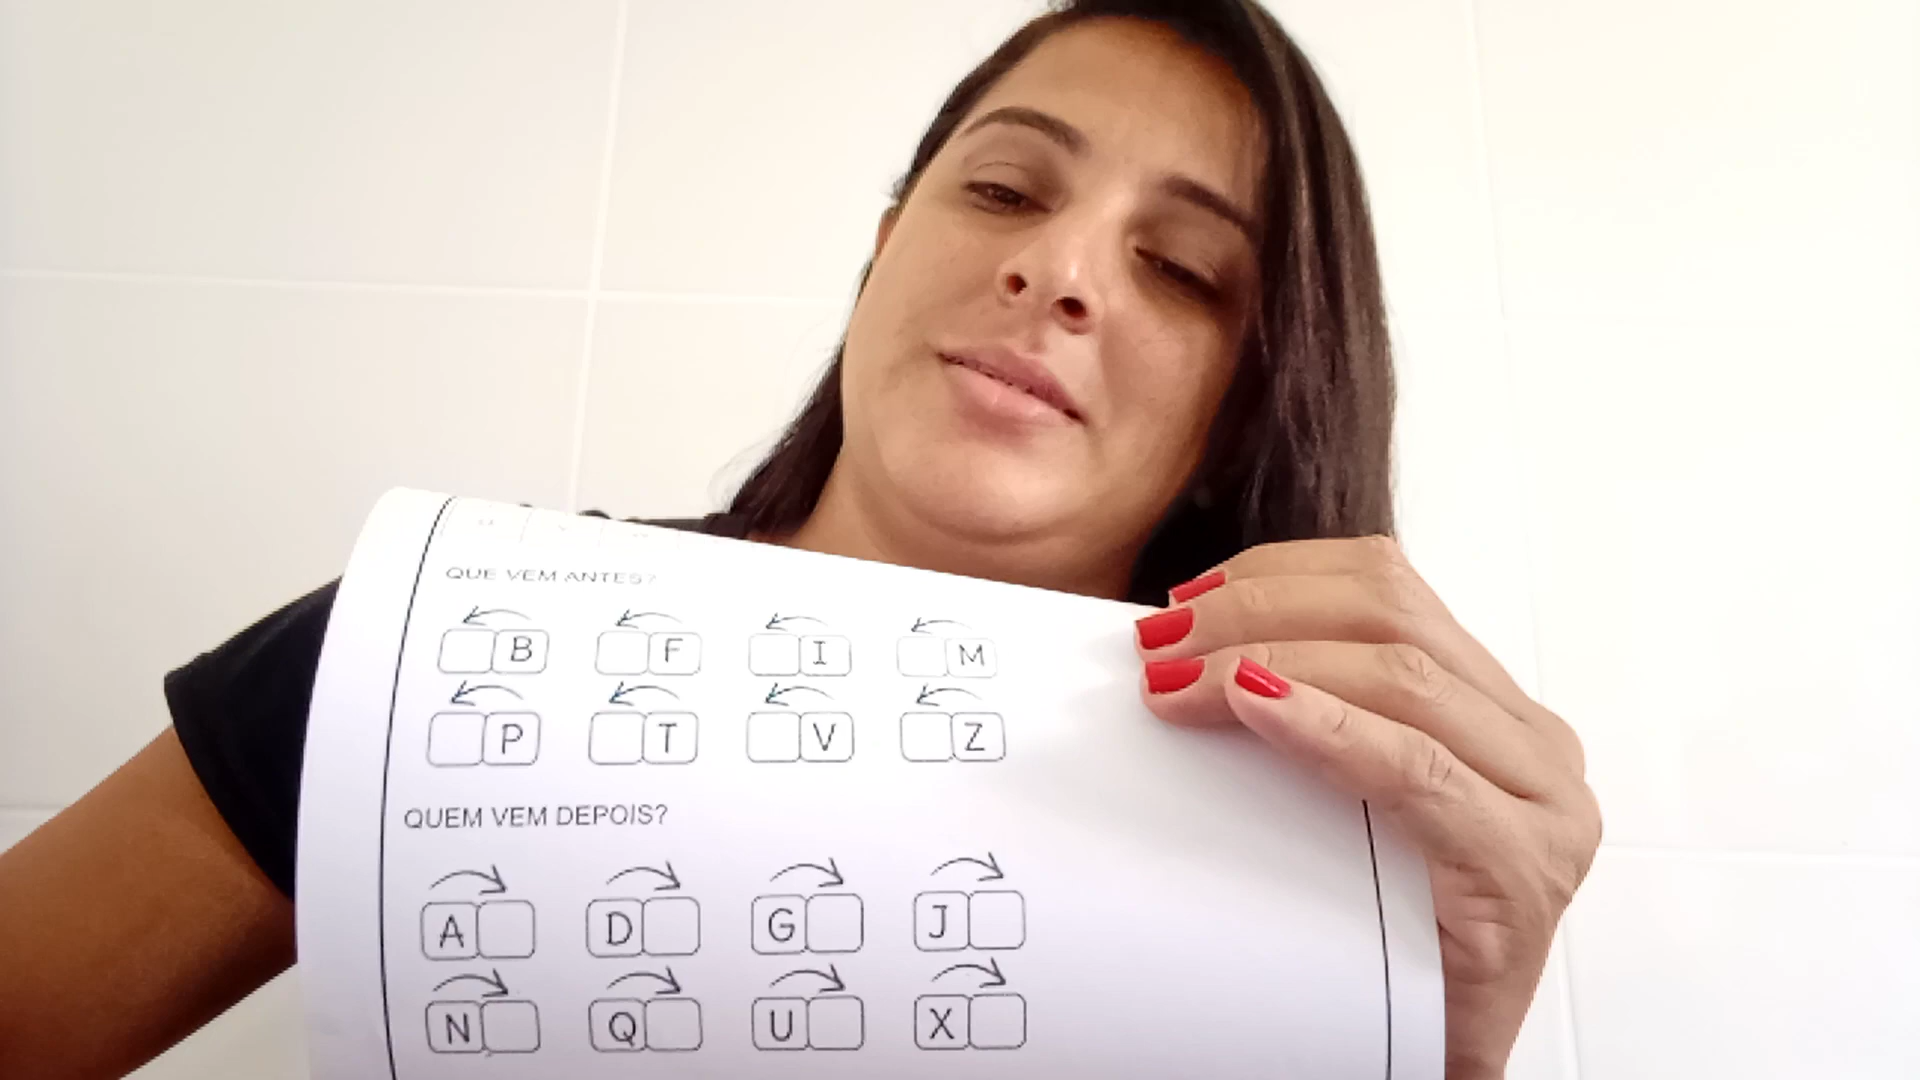 QUE VEM ANTES?
B F I M
P T V Z
QUEM VEM DEPOIS?
A D G J
N Q U X